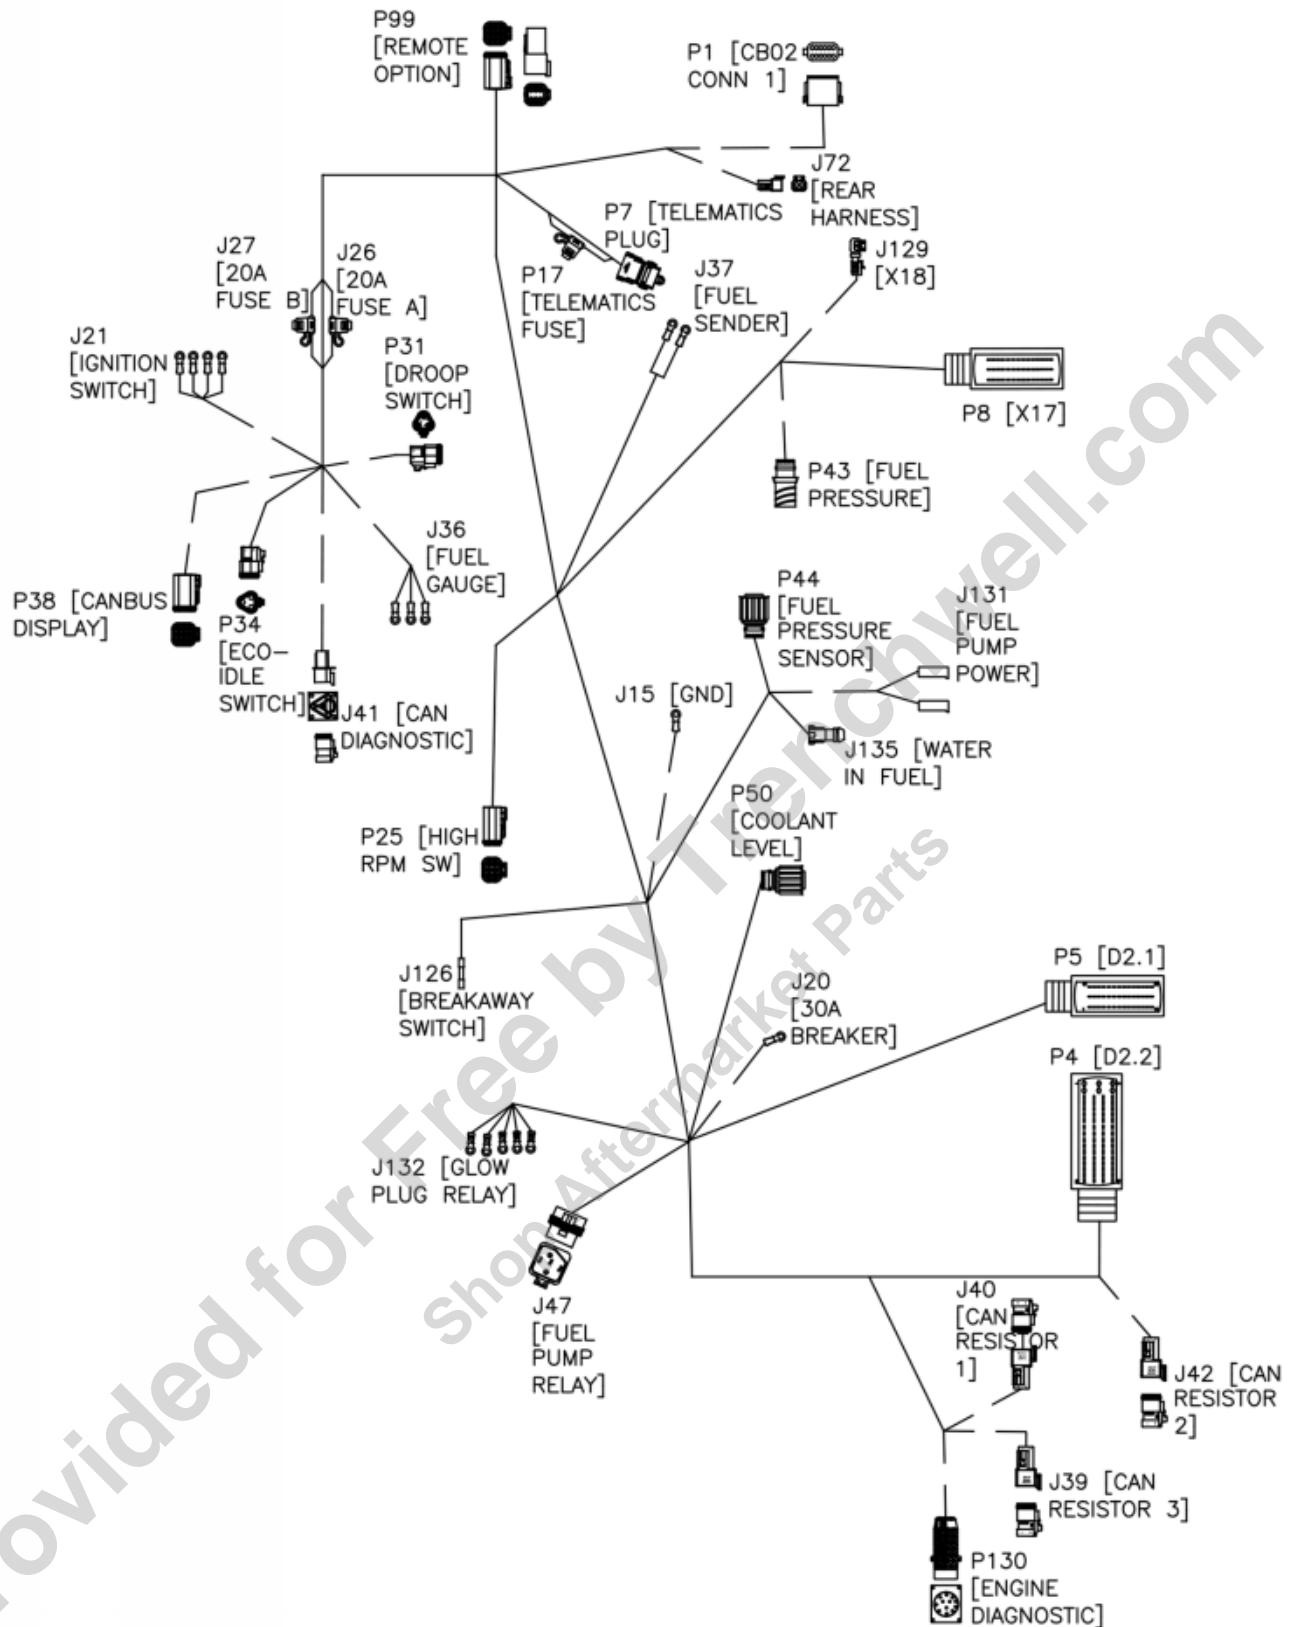 P99
[REMOTE
OPTION]
P1 [CB02
CONN 1]
J72
[REAR
HARNESS]
P7 [TELEMATICS
PLUG]
J27
[20A
FUSE B]
J26
[20A
FUSE A]
P17
[TELEMATICS
FUSE]
J37
[FUEL
SENDER]
J129
[X18]
J21
[IGNITION
SWITCH]
P31
[DROOP
SWITCH]
P8 [X17]
P43 [FUEL
PRESSURE]
J36
[FUEL
GAUGE]
P38 [CANBUS
DISPLAY]
P34
[ECO-
IDLE
SWITCH]
J41 [CAN
DIAGNOSTIC]
P44
[FUEL
PRESSURE
SENSOR]
J131
[FUEL
PUMP
POWER]
J15 [GND]
J135 [WATER
IN FUEL]
P25 [HIGH
RPM SW]
P50
[COOLANT
LEVEL]
J126
[BREAKAWAY
SWITCH]
J20
[30A
BREAKER]
P5 [D2.1]
P4 [D2.2]
J132 [GLOW
PLUG RELAY]
J47
[FUEL
PUMP
RELAY]
J40
[CAN
RESISTOR
1]
J42 [CAN
RESISTOR
2]
J39 [CAN
RESISTOR 3]
P130
[ENGINE
DIAGNOSTIC]
rovided for Free by Trenchwell.com
Shop Aftermarket Parts